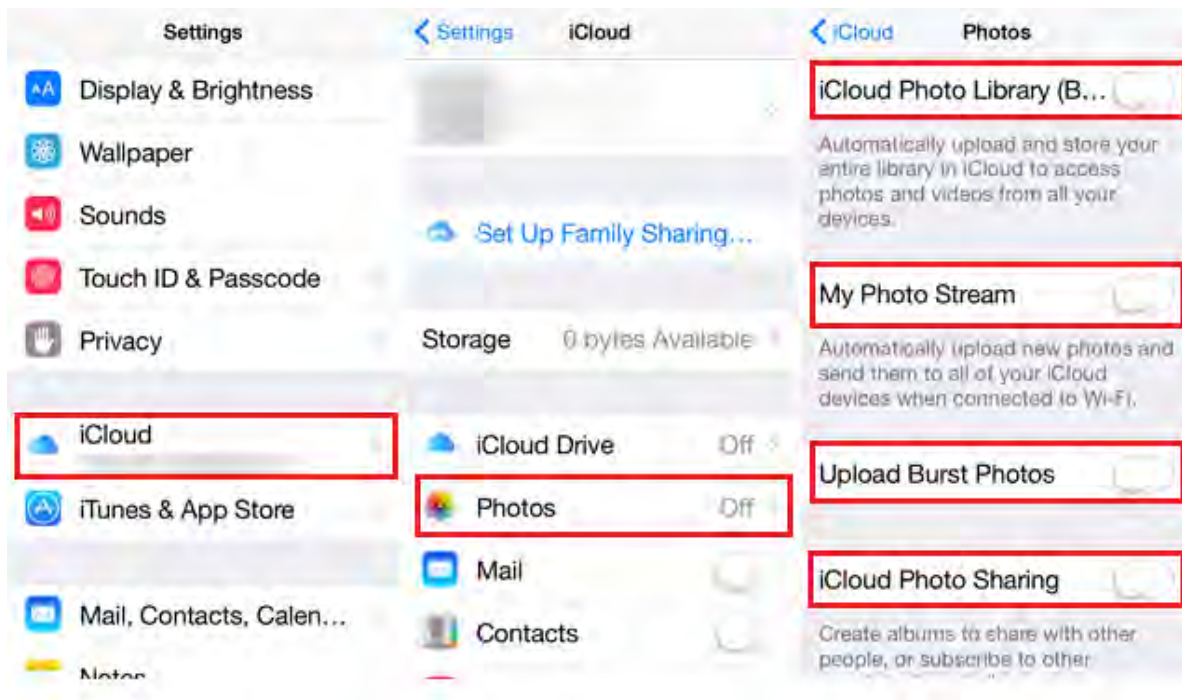 Settings
Display & Brightness
Wallpaper
Sounds
Touch ID & Passcode
Privacy
iCloud
iTunes & App Store
Mail, Contacts, Calen...
Notes
Settings
iCloud
Set Up Family Sharing...
Storage 0 bytes Available
iCloud Drive Off
Photos Off
Mail
Contacts
iCloud
Photos
iCloud Photo Library (B...
Automatically upload and store your
entire library in iCloud to access
photos and videos from all your
devices.
My Photo Stream
Automatically upload new photos and
send them to all of your iCloud
devices when connected to Wi-Fi.
Upload Burst Photos
iCloud Photo Sharing
Create albums to share with other
people, or subscribe to other